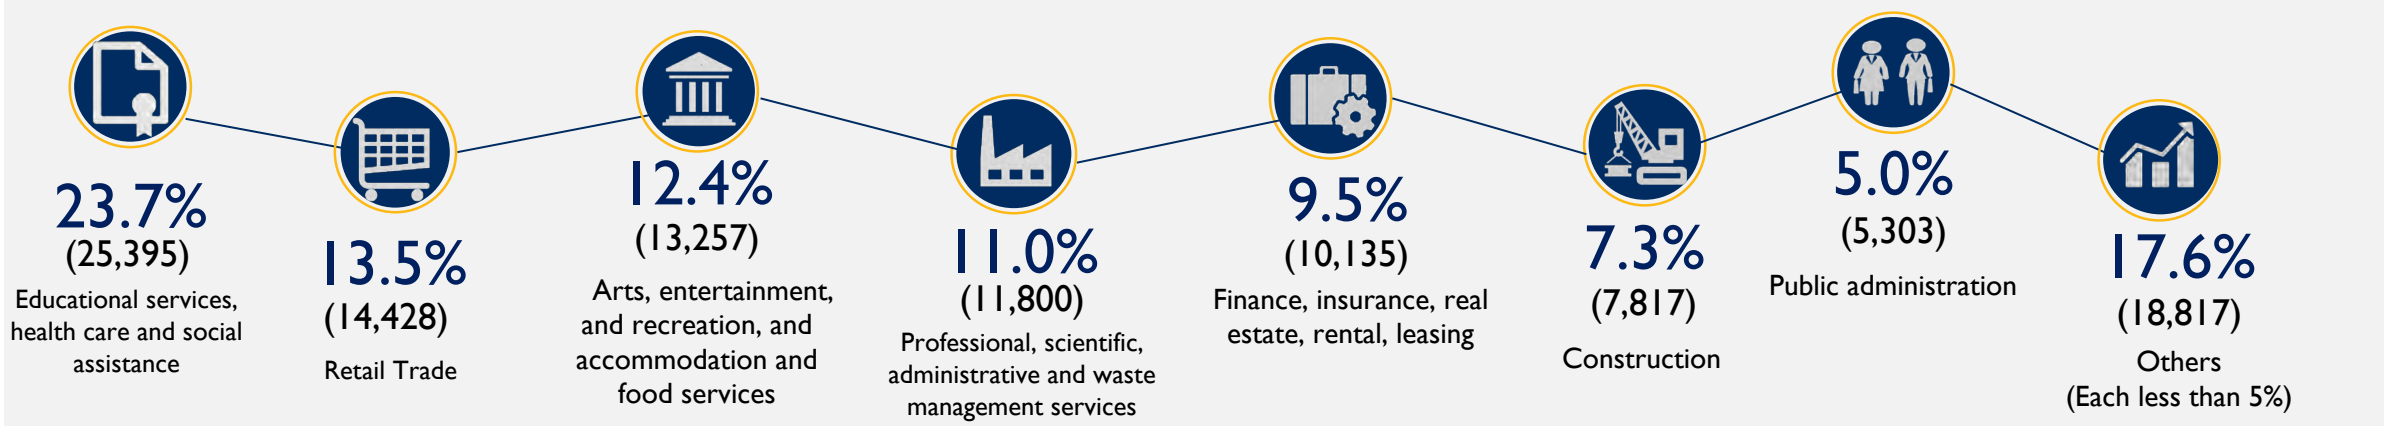 23.7%
(25,395)
Educational services,
health care and social
assistance
13.5%
(14,428)
Retail Trade
12.4%
(13,257)
Arts, entertainment,
and recreation, and
accommodation and
food services
11.0%
(11,800)
Professional, scientific,
administrative and waste
management services
9.5%
(10,135)
Finance, insurance, real
estate, rental, leasing
7.3%
(7,817)
Construction
5.0%
(5,303)
Public administration
17.6%
(18,817)
Others
(Each less than 5%)